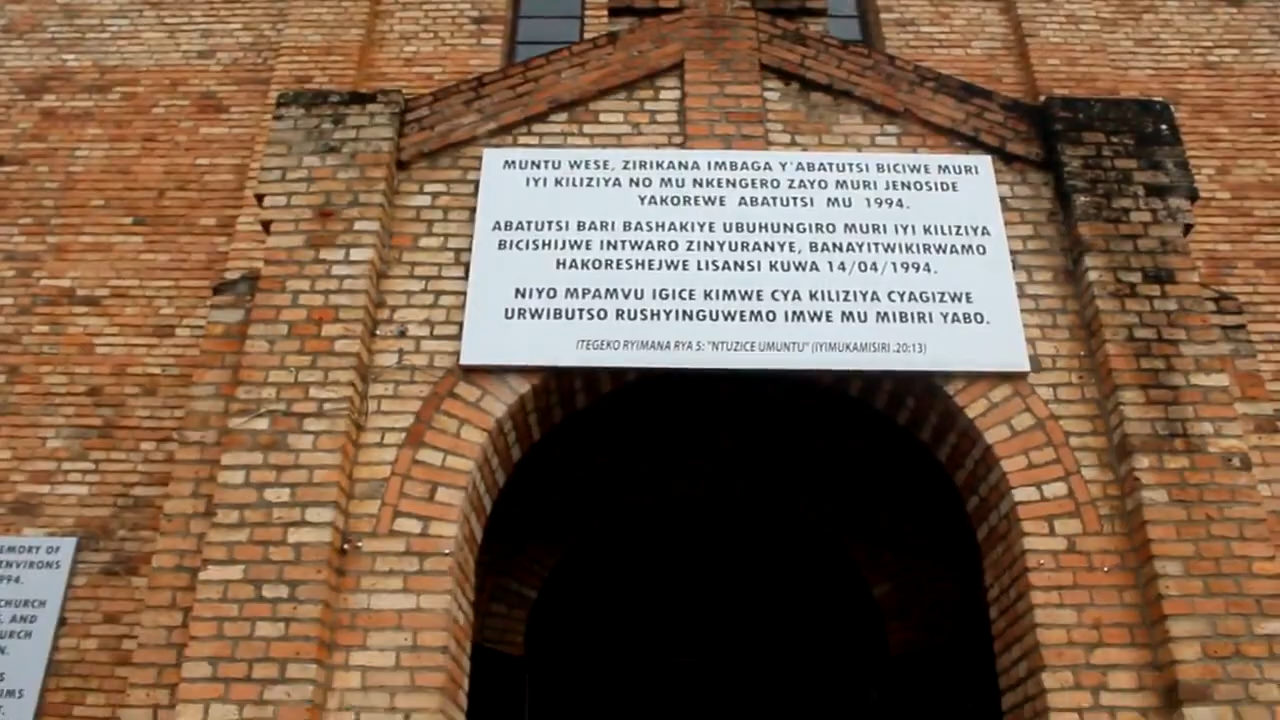 MUNTU WESE, ZIRIKANA IMBAGA Y'ABATUTSI BICIWE MURI
IYI KILIZIYA NO MU NKENGERO ZAYO MURI JENOSIDE
YAKOREWE ABATUTSI MU 1994.
ABATUTSI BARI BASHAKIYE UBUHUNGIRO MURI IYI KILIZIYA
BICISHIJWE INTWARO ZINYURANYE, BANAYITWIKIRWAMO
HAKORESHEJWE LISANSI KUWA 14/04/1994.
NIYO MPAMVU IGICE KIMWE CYA KILIZIYA CYAGIZWE
URWIBUTSO RUSHYINGUWEMO IMWE MU MIBIRI YABO.
ITEGEKO RYIMANA RYA 5: "NTUZICE UMUNTU" (IYIMUKAMISIRI :20:13)
EMORY OF
ENVIRONS
994.
CHURCH
, AND
URCH
N.
S
IMS
T.